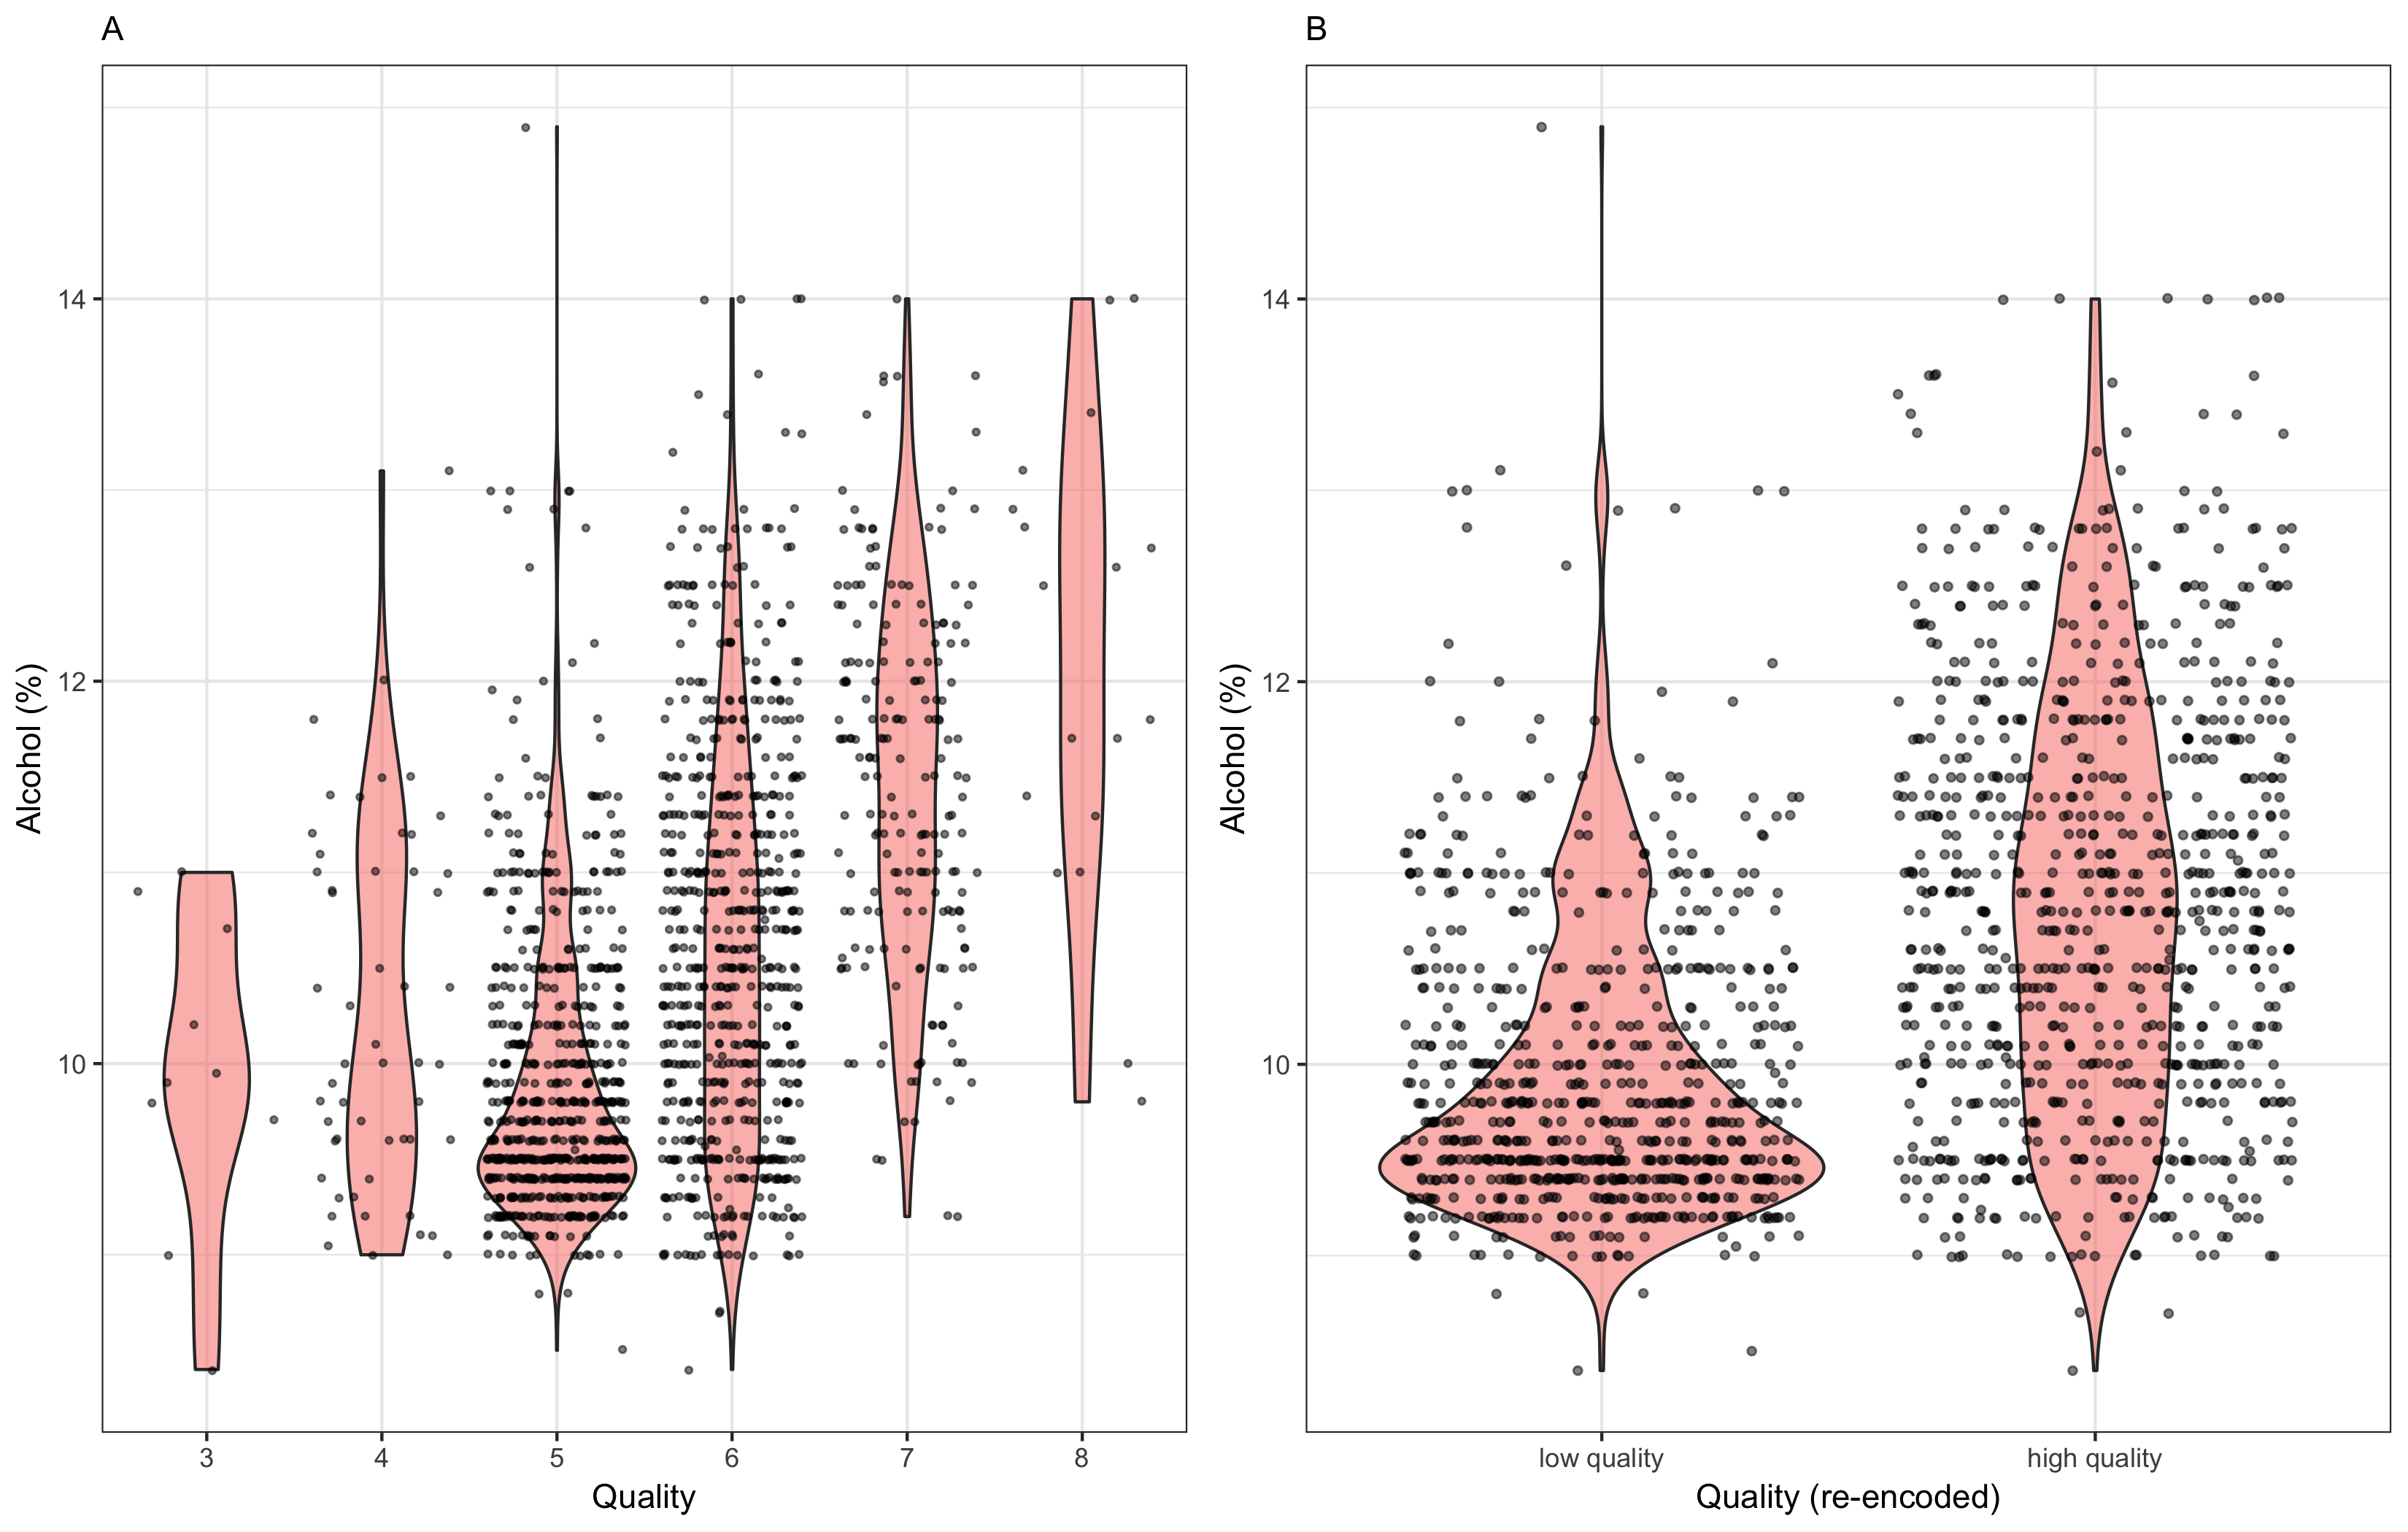 A
Alcohol (%)
14
12
10
3 4 5 6 7 8
Quality
B
Alcohol (%)
14
12
10
low quality high quality
Quality (re-encoded)